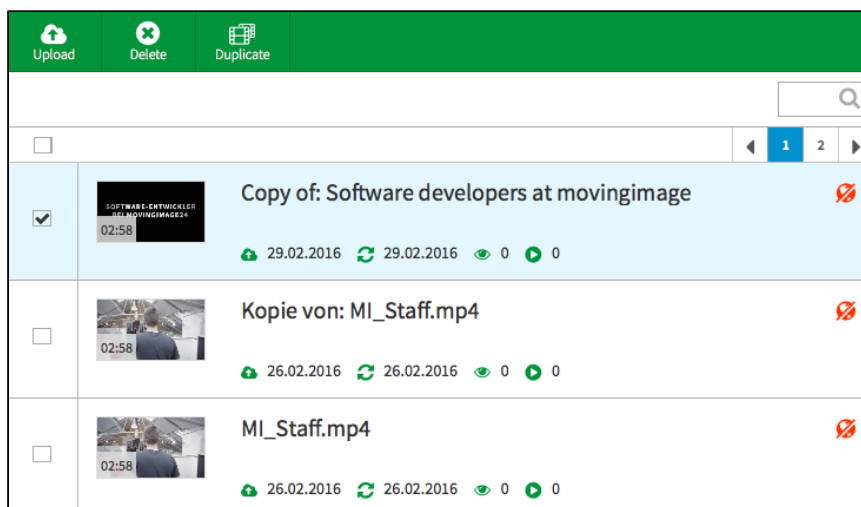 Upload Delete Duplicate
1 2
SOFTWARE-ENTWICKLER
BEI MOVINGIMAGE24
02:58
Copy of: Software developers at movingimage
29.02.2016 29.02.2016 0 0
02:58
Kopie von: MI_Staff.mp4
26.02.2016 26.02.2016 0 0
02:58
MI_Staff.mp4
26.02.2016 26.02.2016 0 0